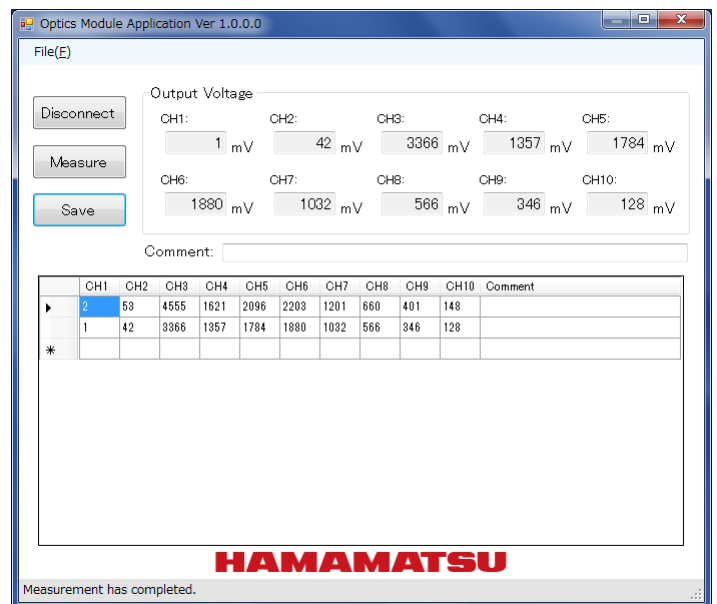 Optics Module Application Ver 1.0.0.0
File(F)
Output Voltage
Disconnect
Measure
Save
CH1: CH2: CH3: CH4: CH5:
1 mV 42 mV 3366 mV 1357 mV 1784 mV
CH6: CH7: CH8: CH9: CH10:
1880 mV 1032 mV 566 mV 346 mV 128 mV
Comment:
CH1 CH2 CH3 CH4 CH5 CH6 CH7 CH8 CH9 CH10 Comment
2 53 4555 1621 2096 2203 1201 660 401 148
1 42 3366 1357 1784 1880 1032 566 346 128
HAMAMATSU
Measurement has completed.